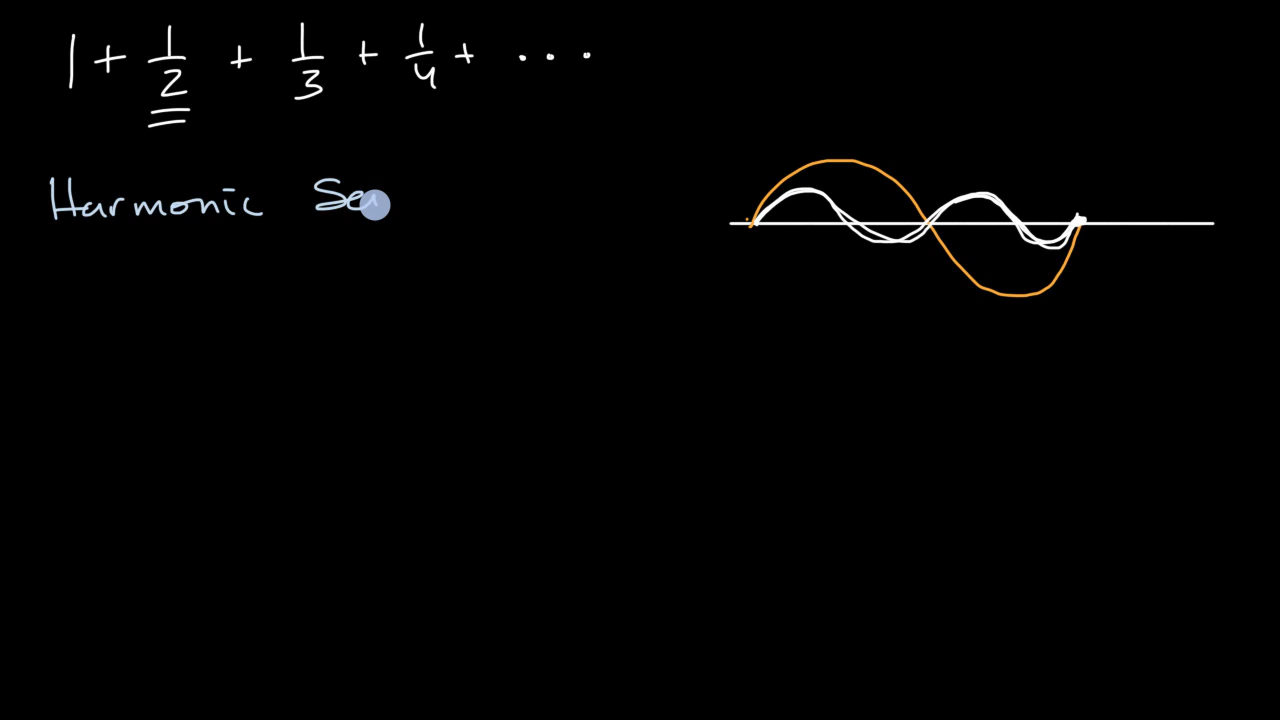 1 + 1/2 + 1/3 + 1/4 + ...
Harmonic Se